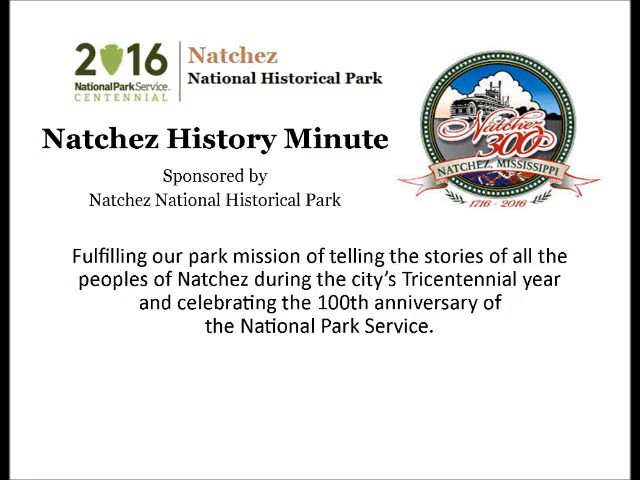 2016
National Park Service
CENTENNIAL
Natchez
National Historical Park
Natchez History Minute
Sponsored by
Natchez National Historical Park
Natchez
300
NATCHEZ, MISSISSIPPI
1716 - 2016
Fulfilling our park mission of telling the stories of all the
peoples of Natchez during the city's Tricentennial year
and celebrating the 100th anniversary of
the National Park Service.